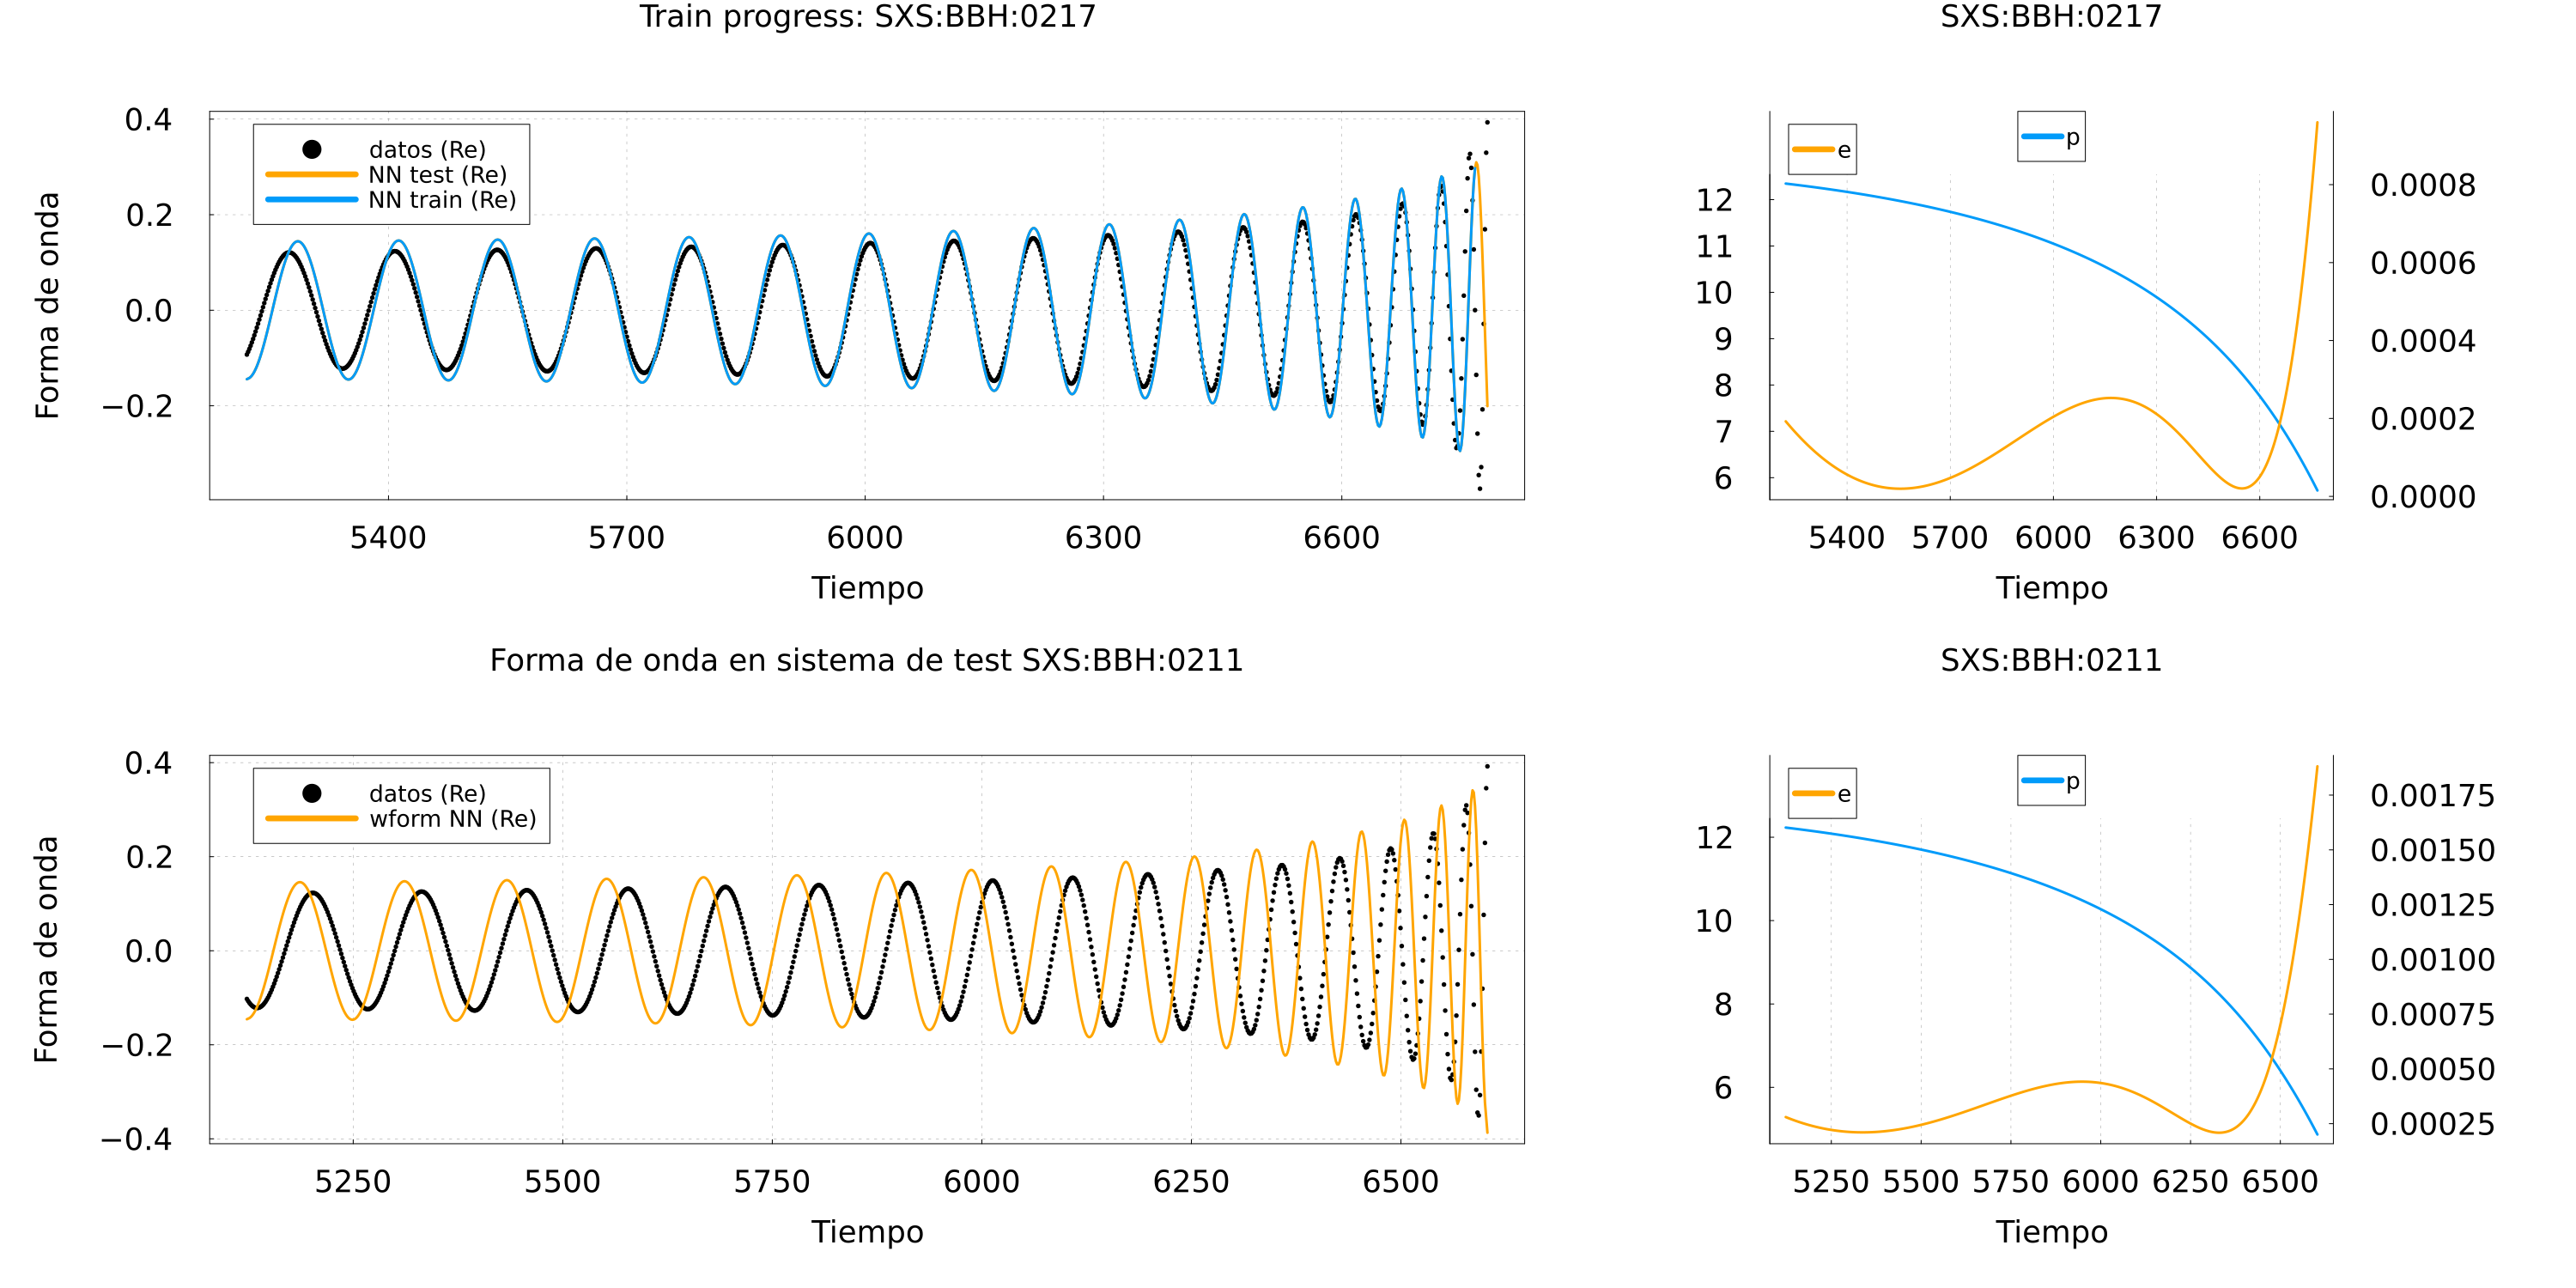 Train progress: SXS:BBH:0217
datos (Re)
NN test (Re)
NN train (Re)
0.4
0.2
0.0
−0.2
Forma de onda
5400 5700 6000 6300 6600
Tiempo
SXS:BBH:0217
e
p
12
11
10
9
8
7
6
0.0008
0.0006
0.0004
0.0002
0.0000
5400 5700 6000 6300 6600
Tiempo
Forma de onda en sistema de test SXS:BBH:0211
datos (Re)
wform NN (Re)
0.4
0.2
0.0
−0.2
−0.4
Forma de onda
5250 5500 5750 6000 6250 6500
Tiempo
SXS:BBH:0211
e
p
12
10
8
6
0.00175
0.00150
0.00125
0.00100
0.00075
0.00050
0.00025
5250 5500 5750 6000 6250 6500
Tiempo